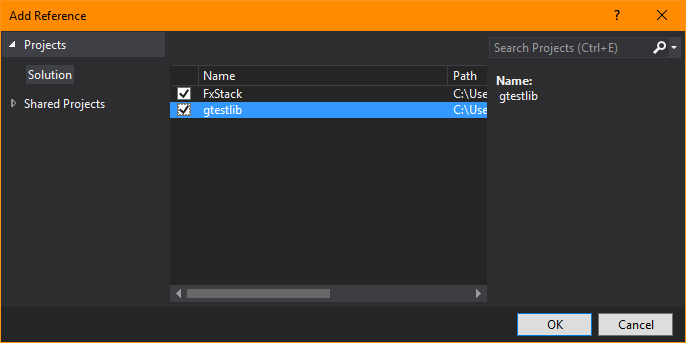 Add Reference
?
Projects
Search Projects (Ctrl+E)
Solution
Name Path
Name:
FxStack C:\Use
gtestlib
Shared Projects
gtestlib C:\Use
OK Cancel